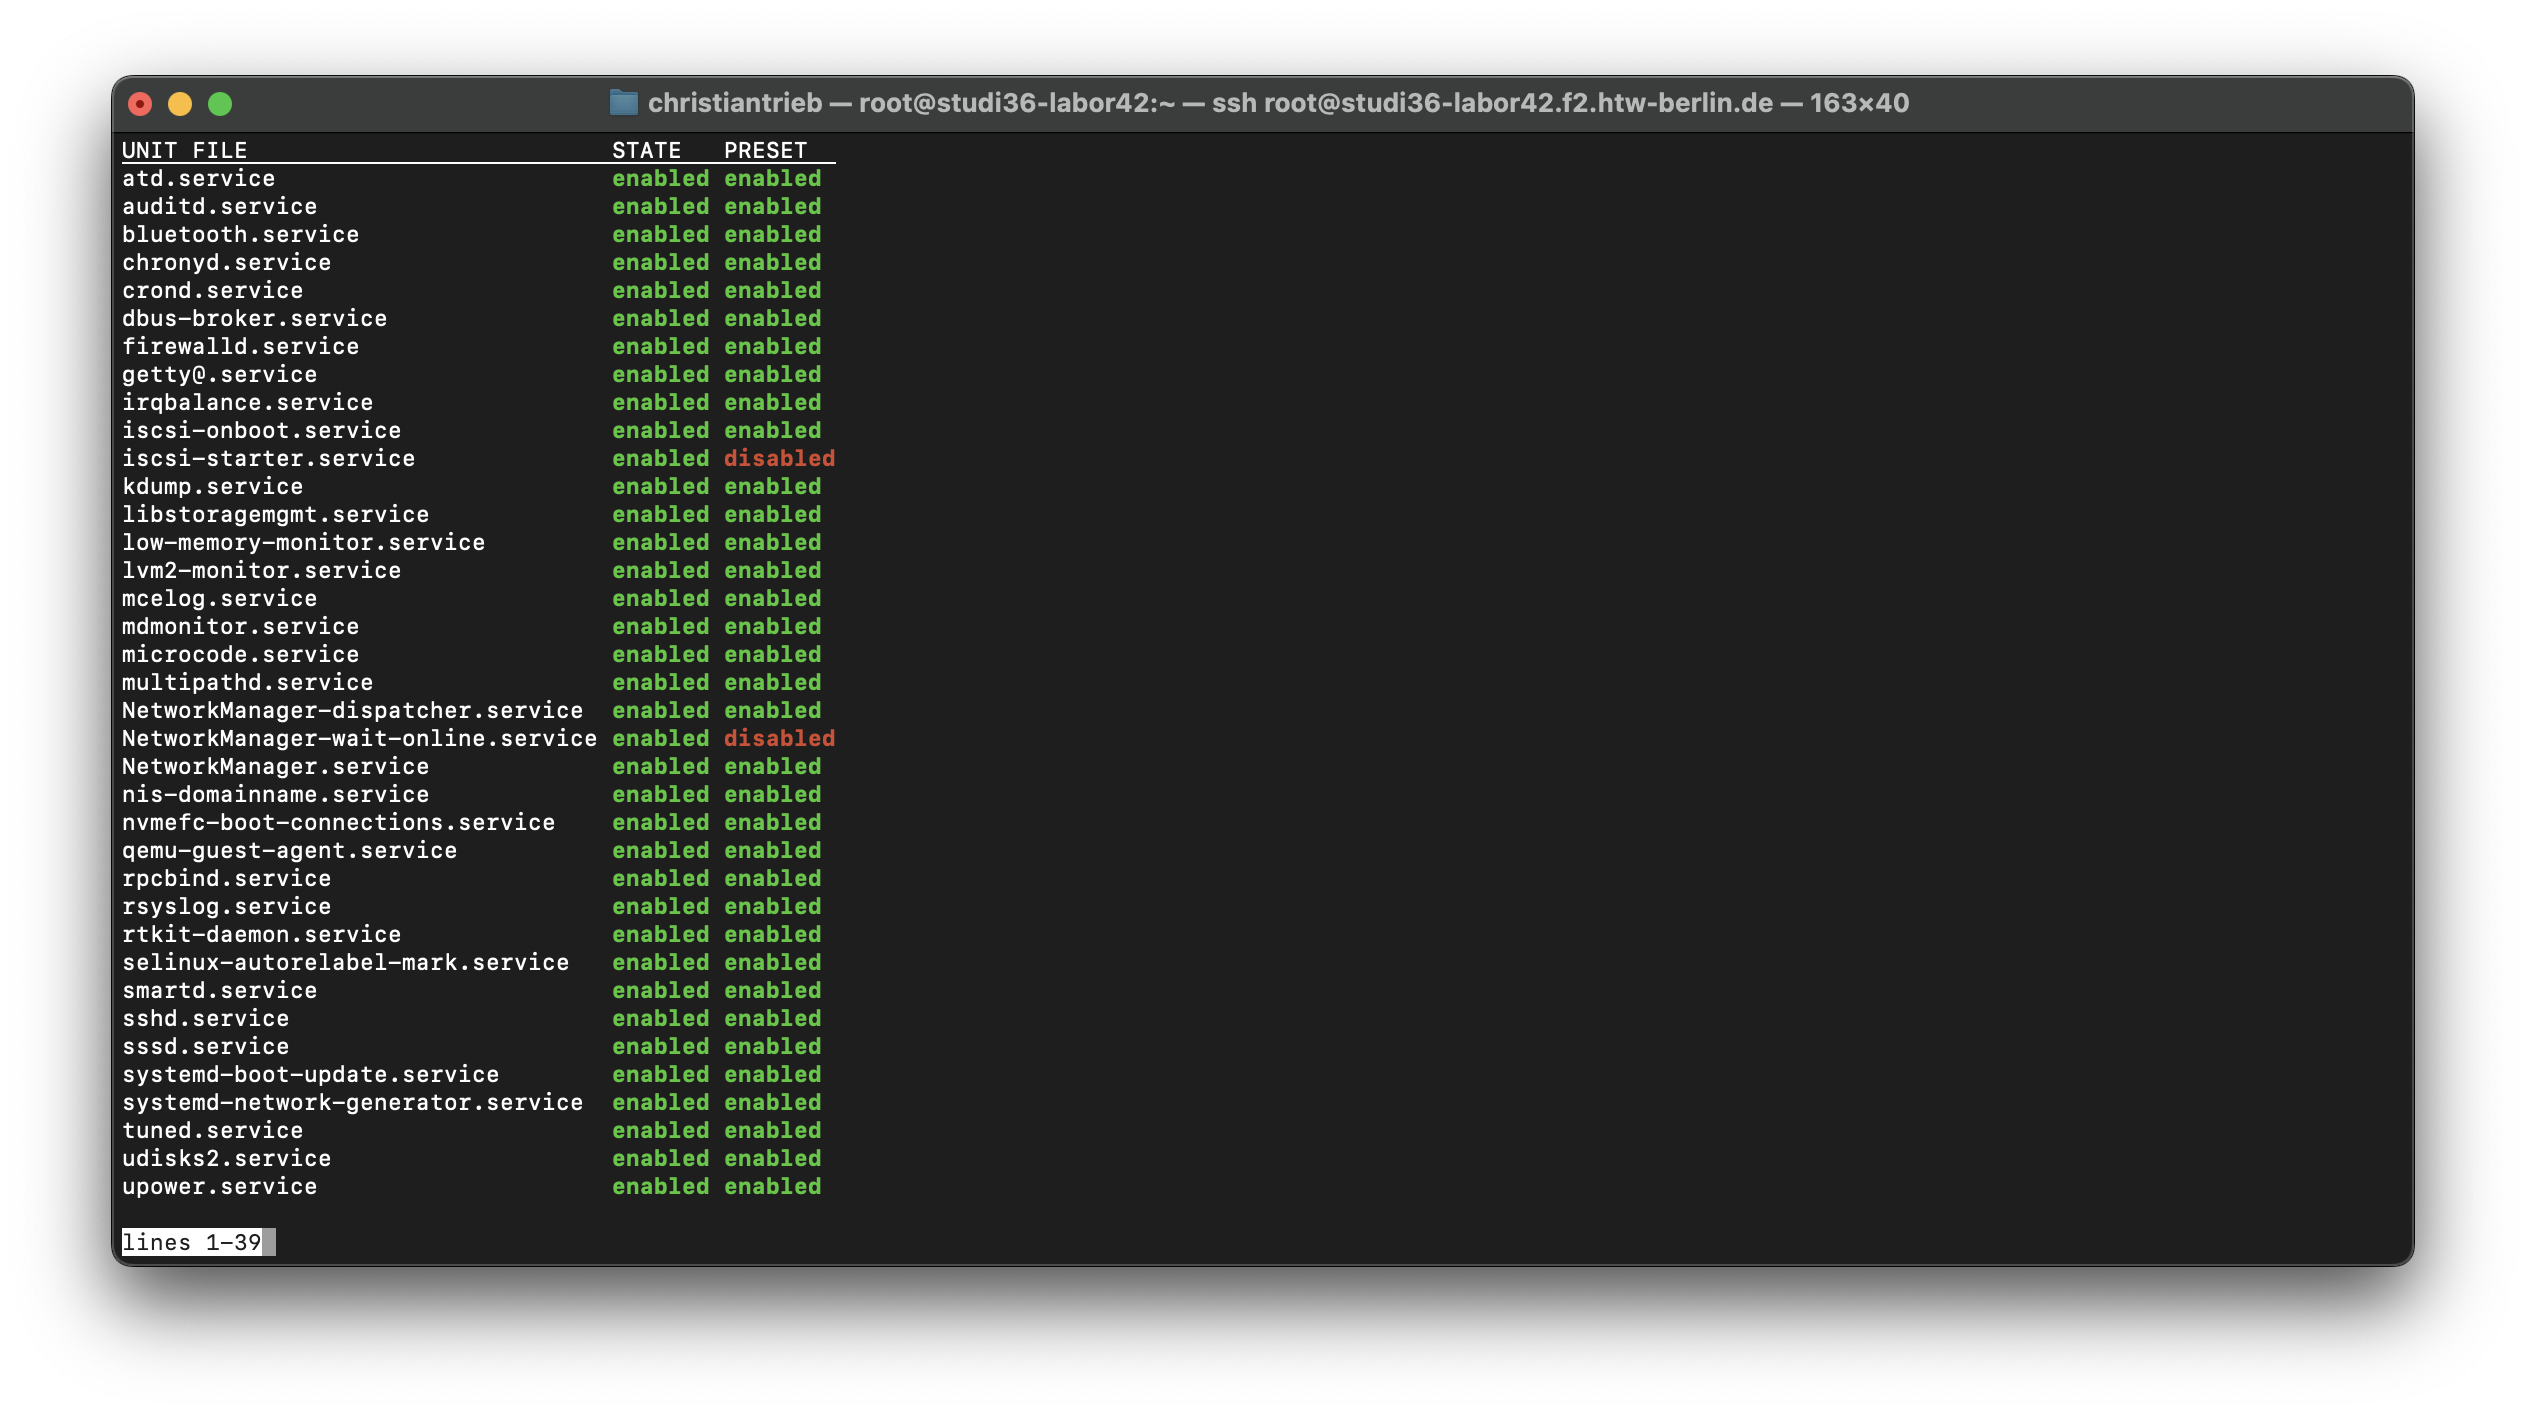 christiantrieb — root@studi36-labor42:~ — ssh root@studi36-labor42.f2.htw-berlin.de — 163×40
UNIT FILE STATE PRESET
atd.service enabled enabled
auditd.service enabled enabled
bluetooth.service enabled enabled
chronyd.service enabled enabled
crond.service enabled enabled
dbus-broker.service enabled enabled
firewalld.service enabled enabled
getty@.service enabled enabled
irqbalance.service enabled enabled
iscsi-onboot.service enabled enabled
iscsi-starter.service enabled disabled
kdump.service enabled enabled
libstoragemgmt.service enabled enabled
low-memory-monitor.service enabled enabled
lvm2-monitor.service enabled enabled
mcelog.service enabled enabled
mdmonitor.service enabled enabled
microcode.service enabled enabled
multipathd.service enabled enabled
NetworkManager-dispatcher.service enabled enabled
NetworkManager-wait-online.service enabled disabled
NetworkManager.service enabled enabled
nis-domainname.service enabled enabled
nvmefc-boot-connections.service enabled enabled
qemu-guest-agent.service enabled enabled
rpcbind.service enabled enabled
rsyslog.service enabled enabled
rtkit-daemon.service enabled enabled
selinux-autorelabel-mark.service enabled enabled
smartd.service enabled enabled
sshd.service enabled enabled
sssd.service enabled enabled
systemd-boot-update.service enabled enabled
systemd-network-generator.service enabled enabled
tuned.service enabled enabled
udisks2.service enabled enabled
upower.service enabled enabled
lines 1-39